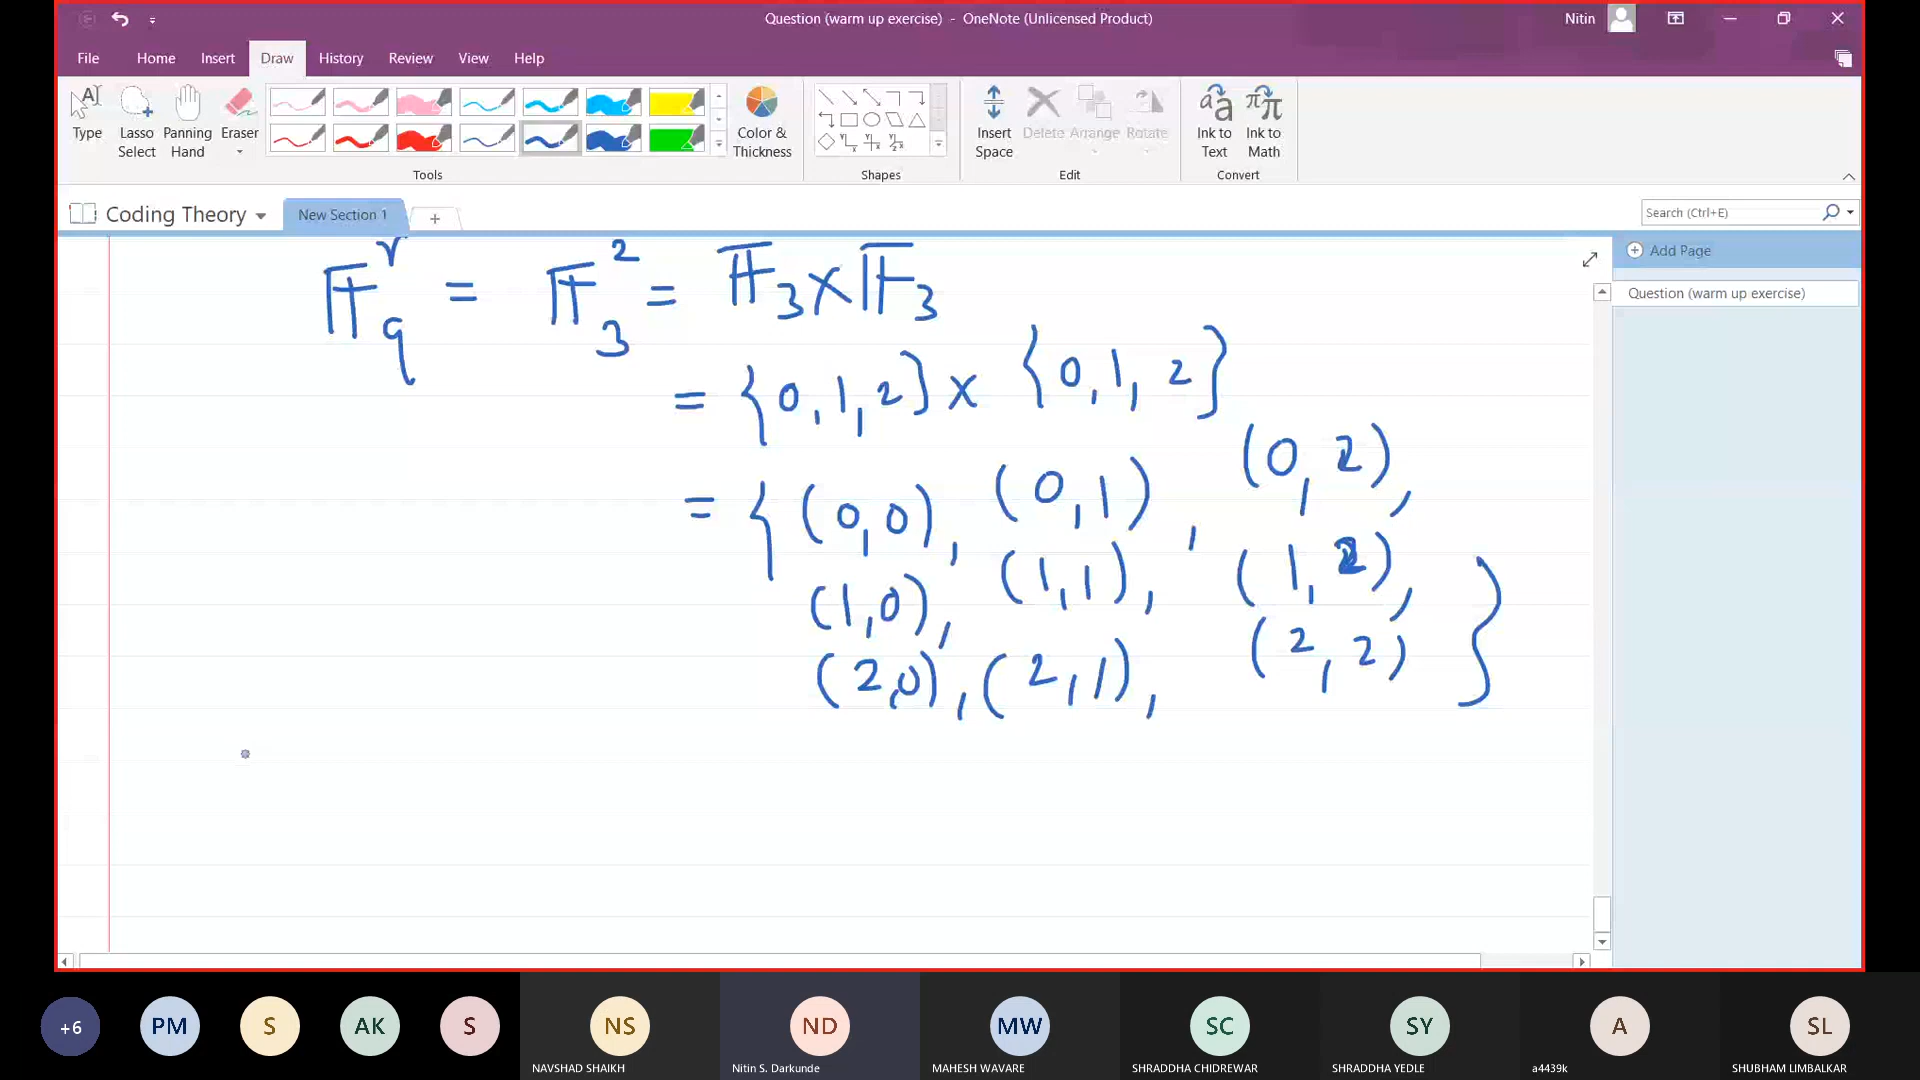 Question (warm up exercise) - OneNote (Unlicensed Product)
Nitin
File Home Insert Draw History Review View Help
Type
Lasso Select
Panning Hand
Eraser
Color & Thickness
Insert Space
Delete
Arrange
Rotate
Ink to Text
Ink to Math
Tools
Shapes
Edit
Convert
Coding Theory
New Section 1
Search (Ctrl+E)
Add Page
Question (warm up exercise)
𝔽_q^r = 𝔽_3^2 = 𝔽_3 × 𝔽_3
= {0,1,2} × {0,1,2}
= { (0,0), (0,1), (0,2),
(1,0), (1,1), (1,2),
(2,0), (2,1), (2,2) }
+6 PM S AK S NS ND MW SC SY A SL
NAVSHAD SHAIKH Nitin S. Darkunde MAHESH WAVARE SHRADDHA CHIDREWAR SHRADDHA YEDLE a4439k SHUBHAM LIMBALKAR